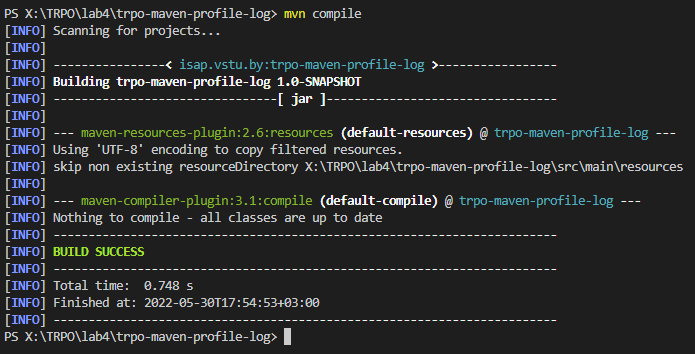 PS X:\TRPO\lab4\trpo-maven-profile-log> mvn compile
[INFO] Scanning for projects...
[INFO]
[INFO] ----------------< isap.vstu.by:trpo-maven-profile-log >-----------------
[INFO] Building trpo-maven-profile-log 1.0-SNAPSHOT
[INFO] --------------------------------[ jar ]---------------------------------
[INFO]
[INFO] --- maven-resources-plugin:2.6:resources (default-resources) @ trpo-maven-profile-log ---
[INFO] Using 'UTF-8' encoding to copy filtered resources.
[INFO] skip non existing resourceDirectory X:\TRPO\lab4\trpo-maven-profile-log\src\main\resources
[INFO]
[INFO] --- maven-compiler-plugin:3.1:compile (default-compile) @ trpo-maven-profile-log ---
[INFO] Nothing to compile - all classes are up to date
[INFO] ------------------------------------------------------------------------
[INFO] BUILD SUCCESS
[INFO] ------------------------------------------------------------------------
[INFO] Total time:  0.748 s
[INFO] Finished at: 2022-05-30T17:54:53+03:00
[INFO] ------------------------------------------------------------------------
PS X:\TRPO\lab4\trpo-maven-profile-log>